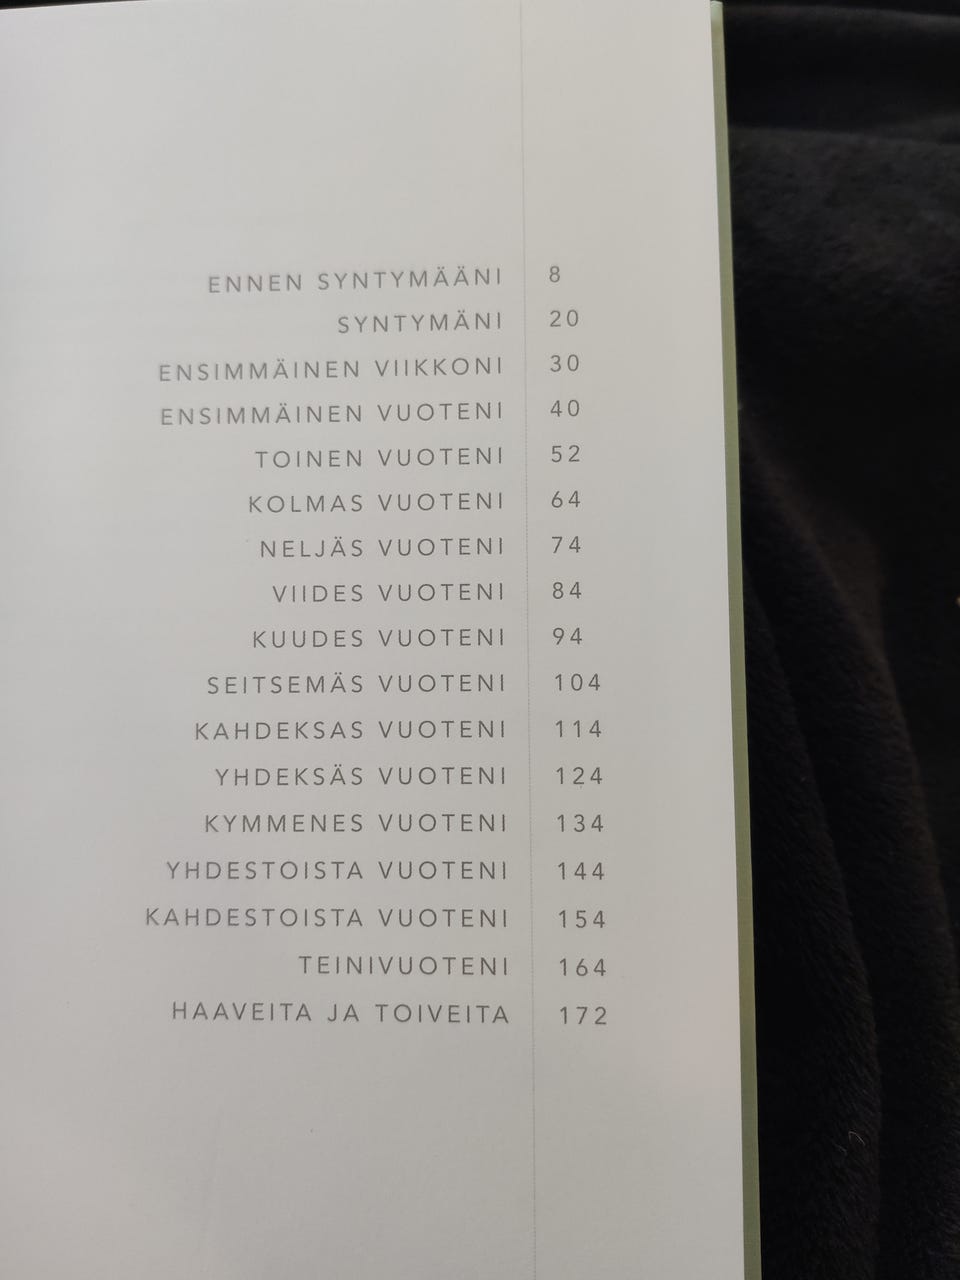 ENNEN SYNTYMÄÄNI 8
SYNTYMÄNI 20
ENSIMMÄINEN VIIKKONI 30
ENSIMMÄINEN VUOTENI 40
TOINEN VUOTENI 52
KOLMAS VUOTENI 64
NELJÄS VUOTENI 74
VIIDES VUOTENI 84
KUUDES VUOTENI 94
SEITSEMÄS VUOTENI 104
KAHDEKSAS VUOTENI 114
YHDEKSÄS VUOTENI 124
KYMMENES VUOTENI 134
YHDESTOISTA VUOTENI 144
KAHDESTOISTA VUOTENI 154
TEINIVUOTENI 164
HAAVEITA JA TOIVEITA 172